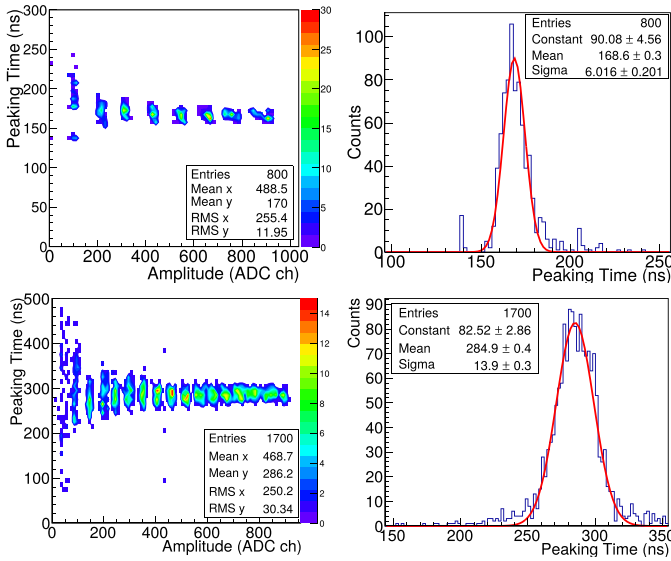 Peaking Time (ns)
300
250
200
150
100
50
0
0 200 400 600 800 1000
Amplitude (ADC ch)
Entries 800
Mean x 488.5
Mean y 170
RMS x 255.4
RMS y 11.95
30
25
20
15
10
5
0
Counts
100
80
60
40
20
0
100 150 200 250
Peaking Time (ns)
Entries 800
Constant 90.08 ± 4.56
Mean 168.6 ± 0.3
Sigma 6.016 ± 0.201
Peaking Time (ns)
500
400
300
200
100
0
0 200 400 600 800
Amplitude (ADC ch)
Entries 1700
Mean x 468.7
Mean y 286.2
RMS x 250.2
RMS y 30.34
14
12
10
8
6
4
2
0
Counts
90
80
70
60
50
40
30
20
10
0
150 200 250 300 350
Peaking Time (ns)
Entries 1700
Constant 82.52 ± 2.86
Mean 284.9 ± 0.4
Sigma 13.9 ± 0.3